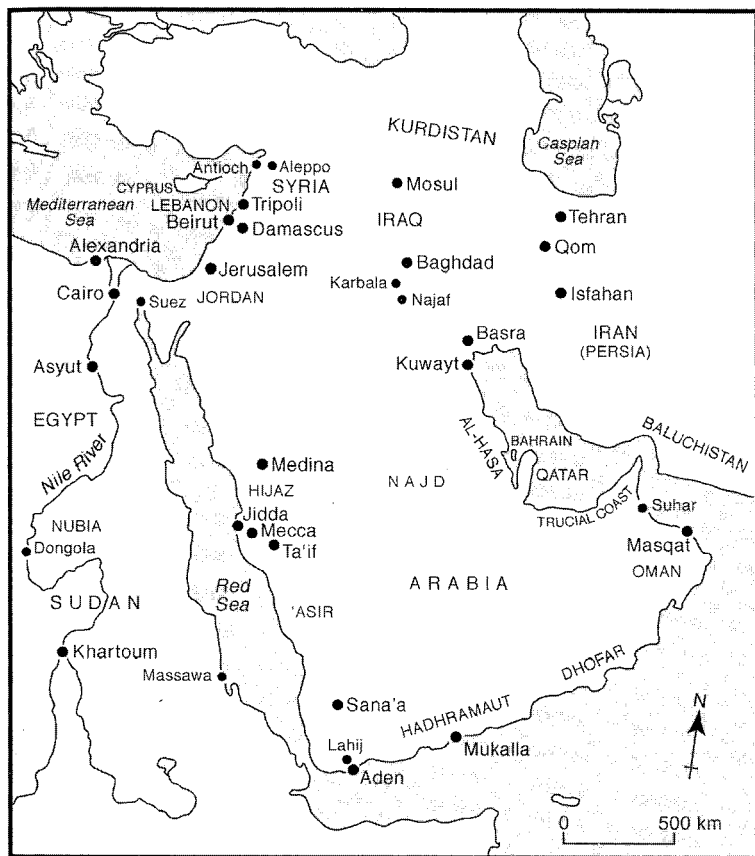 KURDISTAN
Caspian
Sea
Antioch
Aleppo
CYPRUS
SYRIA
Mosul
Mediterranean
Sea
LEBANON
Tripoli
Beirut
IRAQ
Tehran
Damascus
Qom
Alexandria
Jerusalem
Baghdad
Karbala
Cairo
Suez
JORDAN
Najaf
Isfahan
Basra
IRAN
(PERSIA)
Kuwayt
Asyut
EGYPT
AL-HASA
BAHRAIN
BALUCHISTAN
Nile River
Medina
NAJD
QATAR
HIJAZ
TRUCIAL COAST
Suhar
Jidda
NUBIA
Mecca
Masqat
Dongola
Ta'if
OMAN
Red
Sea
ARABIA
SUDAN
'ASIR
Khartoum
DHOFAR
Massawa
Sana'a
HADHRAMAUT
N
Lahij
Mukalla
Aden
0 500 km